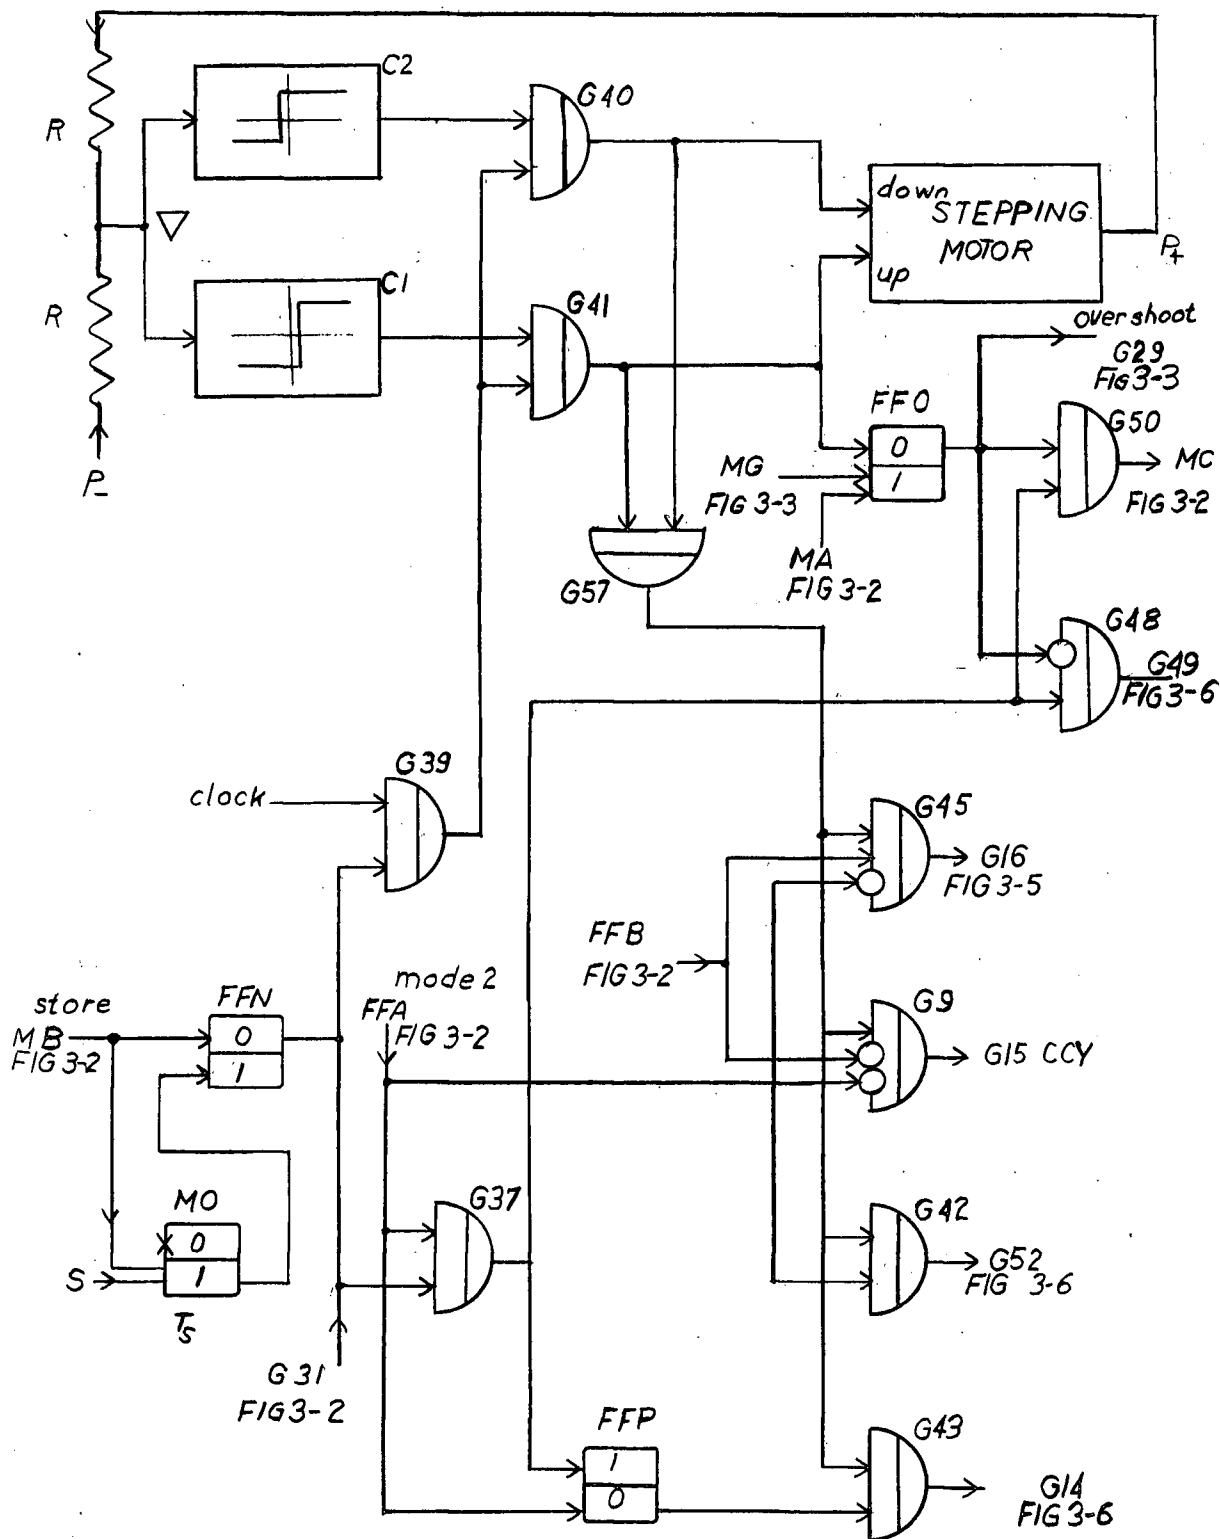 C2
G40
R
down
STEPPING
MOTOR
up
P+
C1
G41
R
P-
over shoot
G29
FIG 3-3
FFO
0
1
G50
MC
FIG 3-2
MG
FIG 3-3
MA
FIG 3-2
G57
G48
G49
FIG 3-6
G39
clock
G45
G16
FIG 3-5
FFB
FIG 3-2
mode 2
FFA
FIG 3-2
store
MB
FIG 3-2
FFN
0
1
G9
G15 CCY
MO
0
1
S
Ts
G37
G42
G52
FIG 3-6
G31
FIG 3-2
FFP
1
0
G43
G14
FIG 3-6